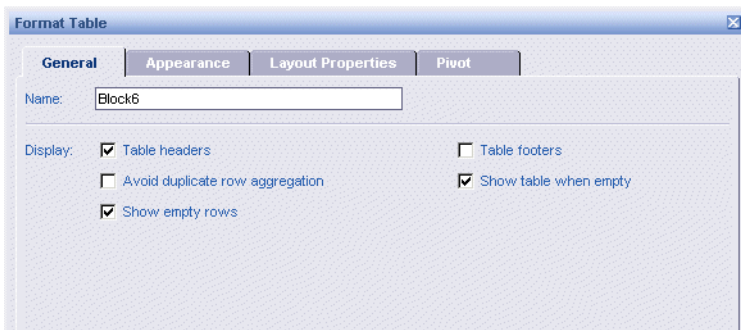 Format Table
General Appearance Layout Properties Pivot
Name: Block6
Display: Table headers Table footers
Avoid duplicate row aggregation Show table when empty
Show empty rows